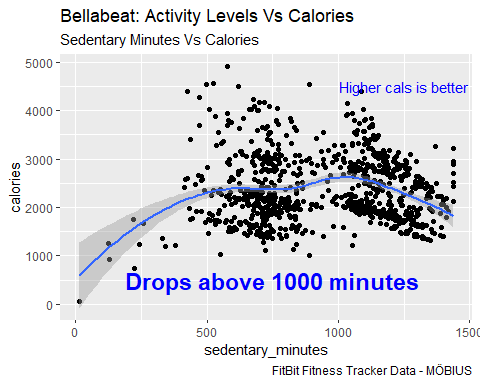 Bellabeat: Activity Levels Vs Calories
Sedentary Minutes Vs Calories
5000
Higher cals is better
4000
3000
calories
2000
1000
Drops above 1000 minutes
0
0 500 1000 1500
sedentary_minutes
FitBit Fitness Tracker Data - MÖBIUS